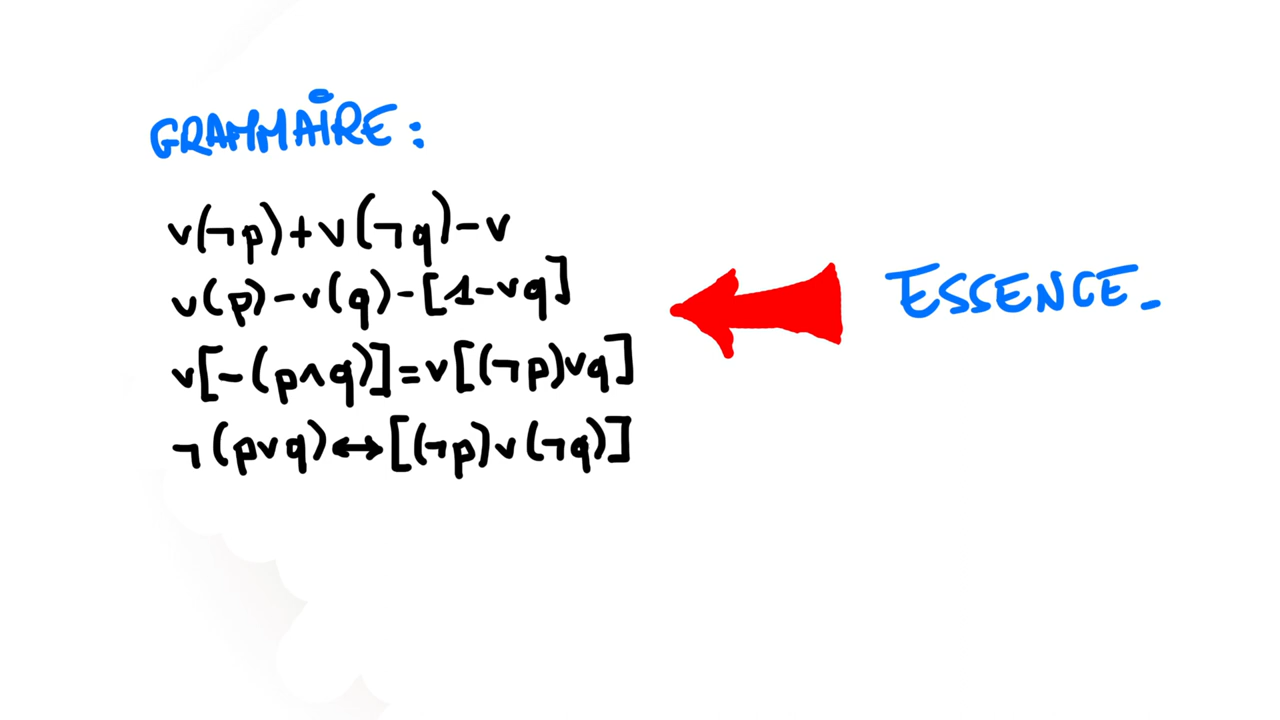 GRAMMAIRE:
v(¬p)+v(¬q)-v
v(p)-v(q)-[1-vq]
v[-(p∧q)]=v[(¬p)vq]
¬(pvq)↔[(¬p)v(¬q)]
ESSENCE-